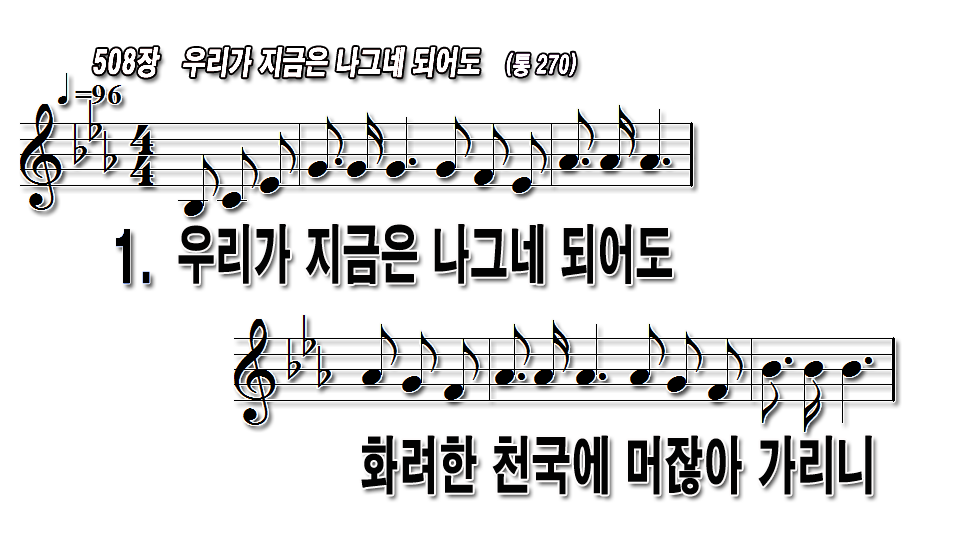 508장 우리가 지금은 나그네 되어도 (통 270)
♩=96
4
4
1. 우리가 지금은 나그네 되어도
화려한 천국에 머잖아 가리니